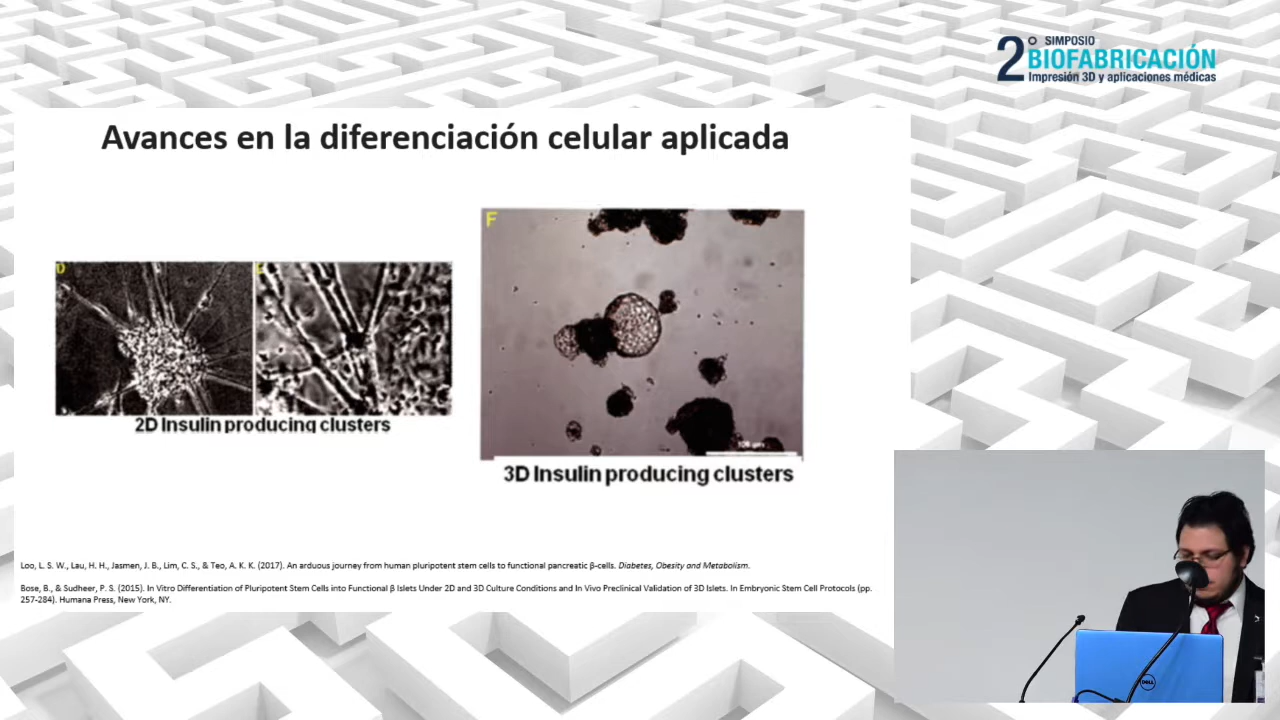 2° SIMPOSIO
BIOFABRICACIÓN
Impresión 3D y aplicaciones médicas
Avances en la diferenciación celular aplicada
D
F
2D Insulin producing clusters
3D Insulin producing clusters
Loo, L. S. W., Lau, H. H., Jasmen, J. B., Lim, C. S., & Teo, A. K. K. (2017). An arduous journey from human pluripotent stem cells to functional pancreatic β-cells. Diabetes, Obesity and Metabolism.
Bose, B., & Sudheer, P. S. (2015). In Vitro Differentiation of Pluripotent Stem Cells into Functional β Islets Under 2D and 3D Culture Conditions and In Vivo Preclinical Validation of 3D Islets. In Embryonic Stem Cell Protocols (pp.
257-284). Humana Press, New York, NY.
DELL